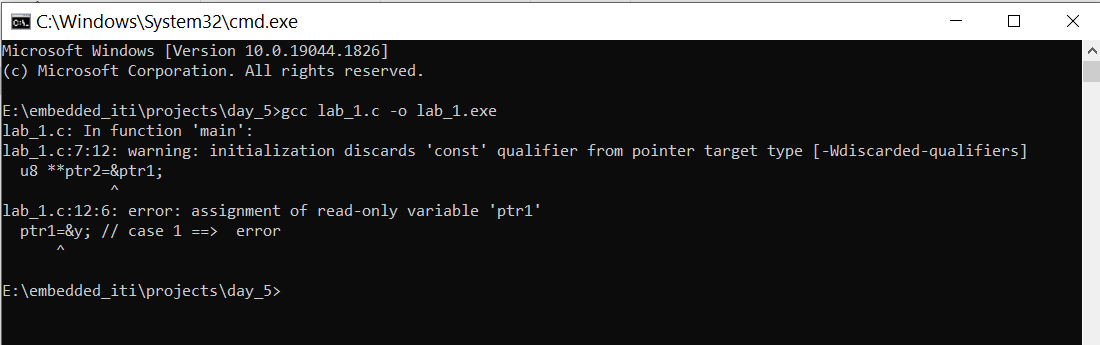 C:\Windows\System32\cmd.exe
Microsoft Windows [Version 10.0.19044.1826]
(c) Microsoft Corporation. All rights reserved.
E:\embedded_iti\projects\day_5>gcc lab_1.c -o lab_1.exe
lab_1.c: In function 'main':
lab_1.c:7:12: warning: initialization discards 'const' qualifier from pointer target type [-Wdiscarded-qualifiers]
  u8 **ptr2=&ptr1;
            ^
lab_1.c:12:6: error: assignment of read-only variable 'ptr1'
  ptr1=&y; // case 1 ==>  error
      ^
E:\embedded_iti\projects\day_5>